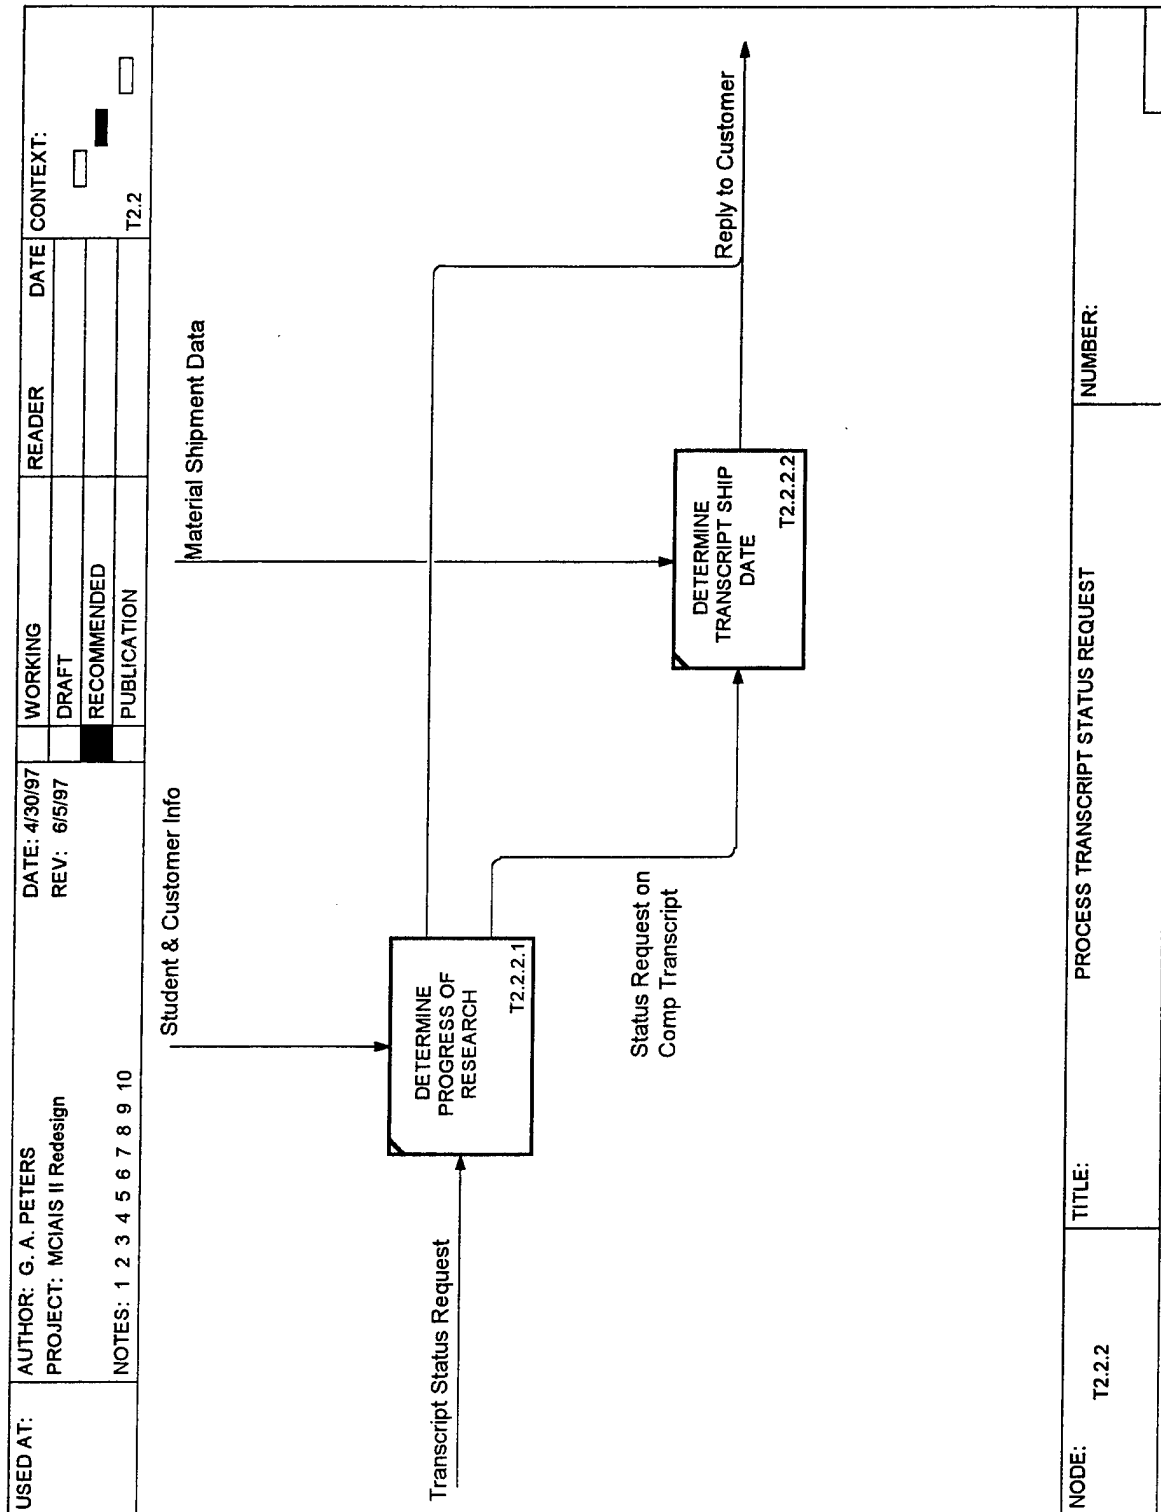 USED AT:
AUTHOR: G. A. PETERS
DATE: 4/30/97
PROJECT: MCIAIS II Redesign
REV: 6/5/97
NOTES: 1 2 3 4 5 6 7 8 9 10
WORKING
DRAFT
RECOMMENDED
PUBLICATION
READER
DATE
CONTEXT:
T2.2
Student & Customer Info
Material Shipment Data
Transcript Status Request
DETERMINE
PROGRESS OF
RESEARCH
T2.2.2.1
Status Request on
Comp Transcript
DETERMINE
TRANSCRIPT SHIP
DATE
T2.2.2.2
Reply to Customer
NODE:
T2.2.2
TITLE:
PROCESS TRANSCRIPT STATUS REQUEST
NUMBER: